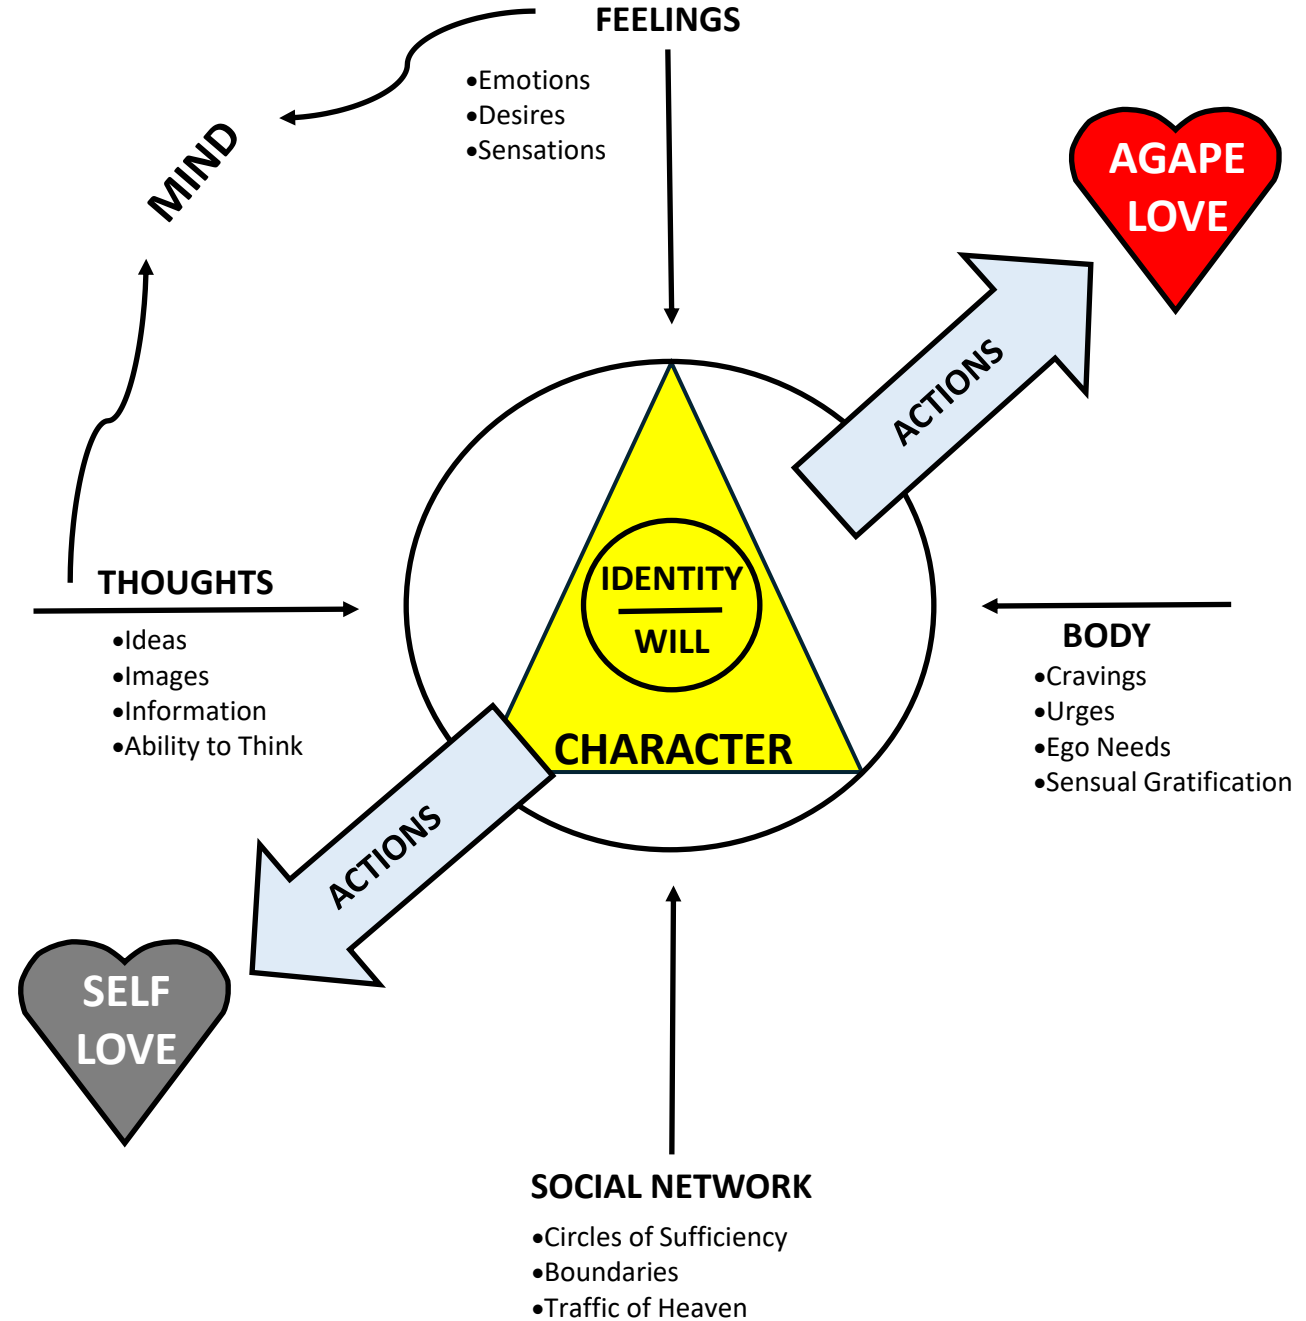 FEELINGS
•Emotions
•Desires
•Sensations
MIND
AGAPE
LOVE
ACTIONS
THOUGHTS
•Ideas
•Images
•Information
•Ability to Think
IDENTITY
WILL
CHARACTER
BODY
•Cravings
•Urges
•Ego Needs
•Sensual Gratification
ACTIONS
SELF
LOVE
SOCIAL NETWORK
•Circles of Sufficiency
•Boundaries
•Traffic of Heaven